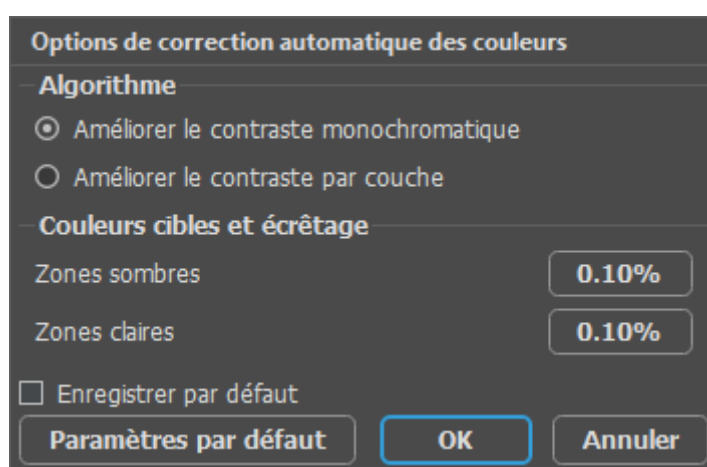 Options de correction automatique des couleurs
Algorithme
Améliorer le contraste monochromatique
Améliorer le contraste par couche
Couleurs cibles et écrêtage
Zones sombres 0.10%
Zones claires 0.10%
Enregistrer par défaut
Paramètres par défaut OK Annuler